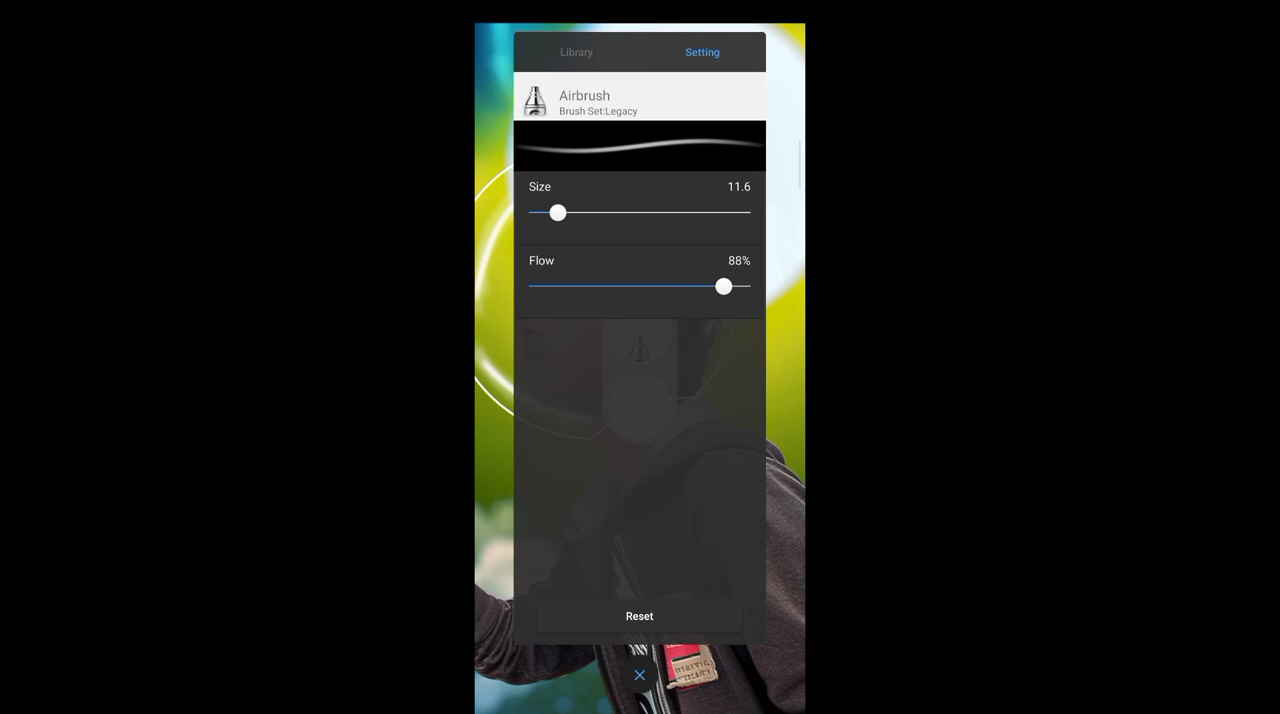 Library
Setting
Airbrush
Brush Set:Legacy
Size
11.6
Flow
88%
Reset